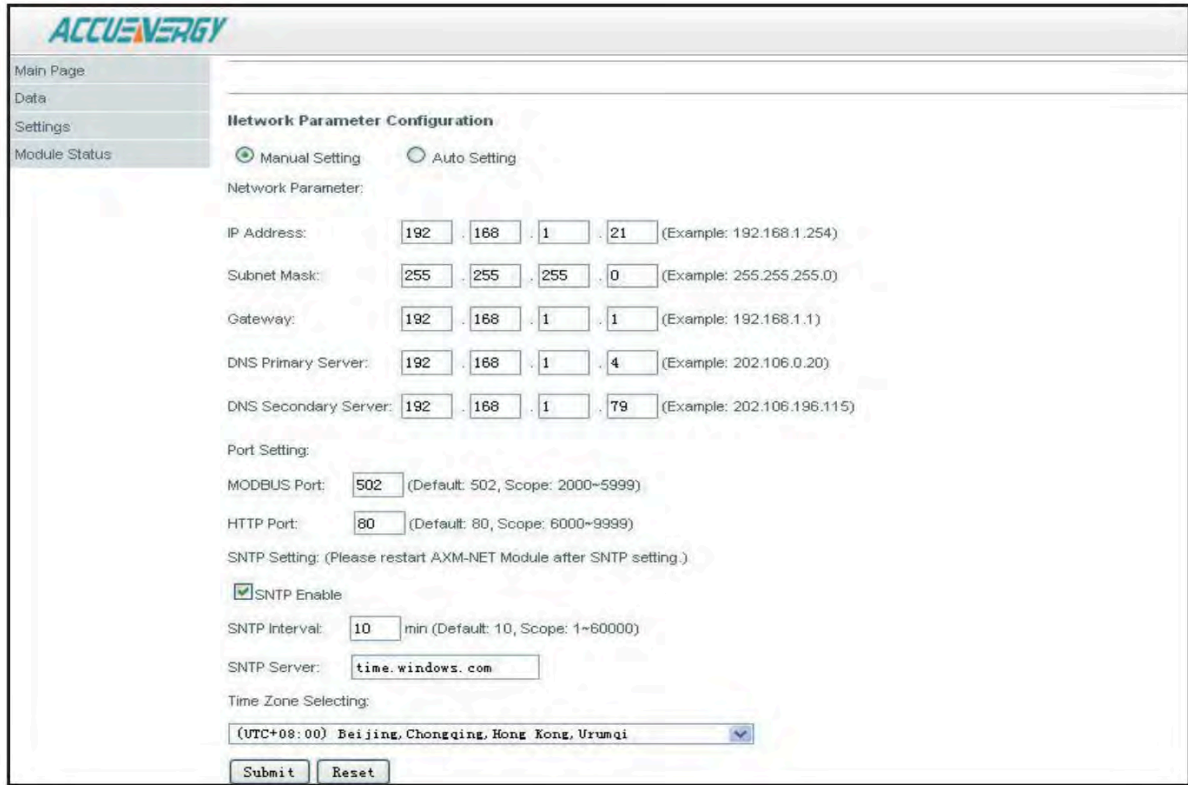 ACCUENERGY
Main Page
Data
Settings
Module Status
Network Parameter Configuration
Manual Setting Auto Setting
Network Parameter:
IP Address: 192 . 168 . 1 . 21 (Example: 192.168.1.254)
Subnet Mask: 255 . 255 . 255 . 0 (Example: 255.255.255.0)
Gateway: 192 . 168 . 1 . 1 (Example: 192.168.1.1)
DNS Primary Server: 192 . 168 . 1 . 4 (Example: 202.106.0.20)
DNS Secondary Server: 192 . 168 . 1 . 79 (Example: 202.106.196.115)
Port Setting:
MODBUS Port: 502 (Default: 502, Scope: 2000~5999)
HTTP Port: 80 (Default: 80, Scope: 6000~9999)
SNTP Setting: (Please restart AXM-NET Module after SNTP setting.)
SNTP Enable
SNTP Interval: 10 min (Default: 10, Scope: 1~60000)
SNTP Server: time.windows.com
Time Zone Selecting:
(UTC+08:00) Beijing,Chongqing,Hong Kong,Urumqi
Submit Reset